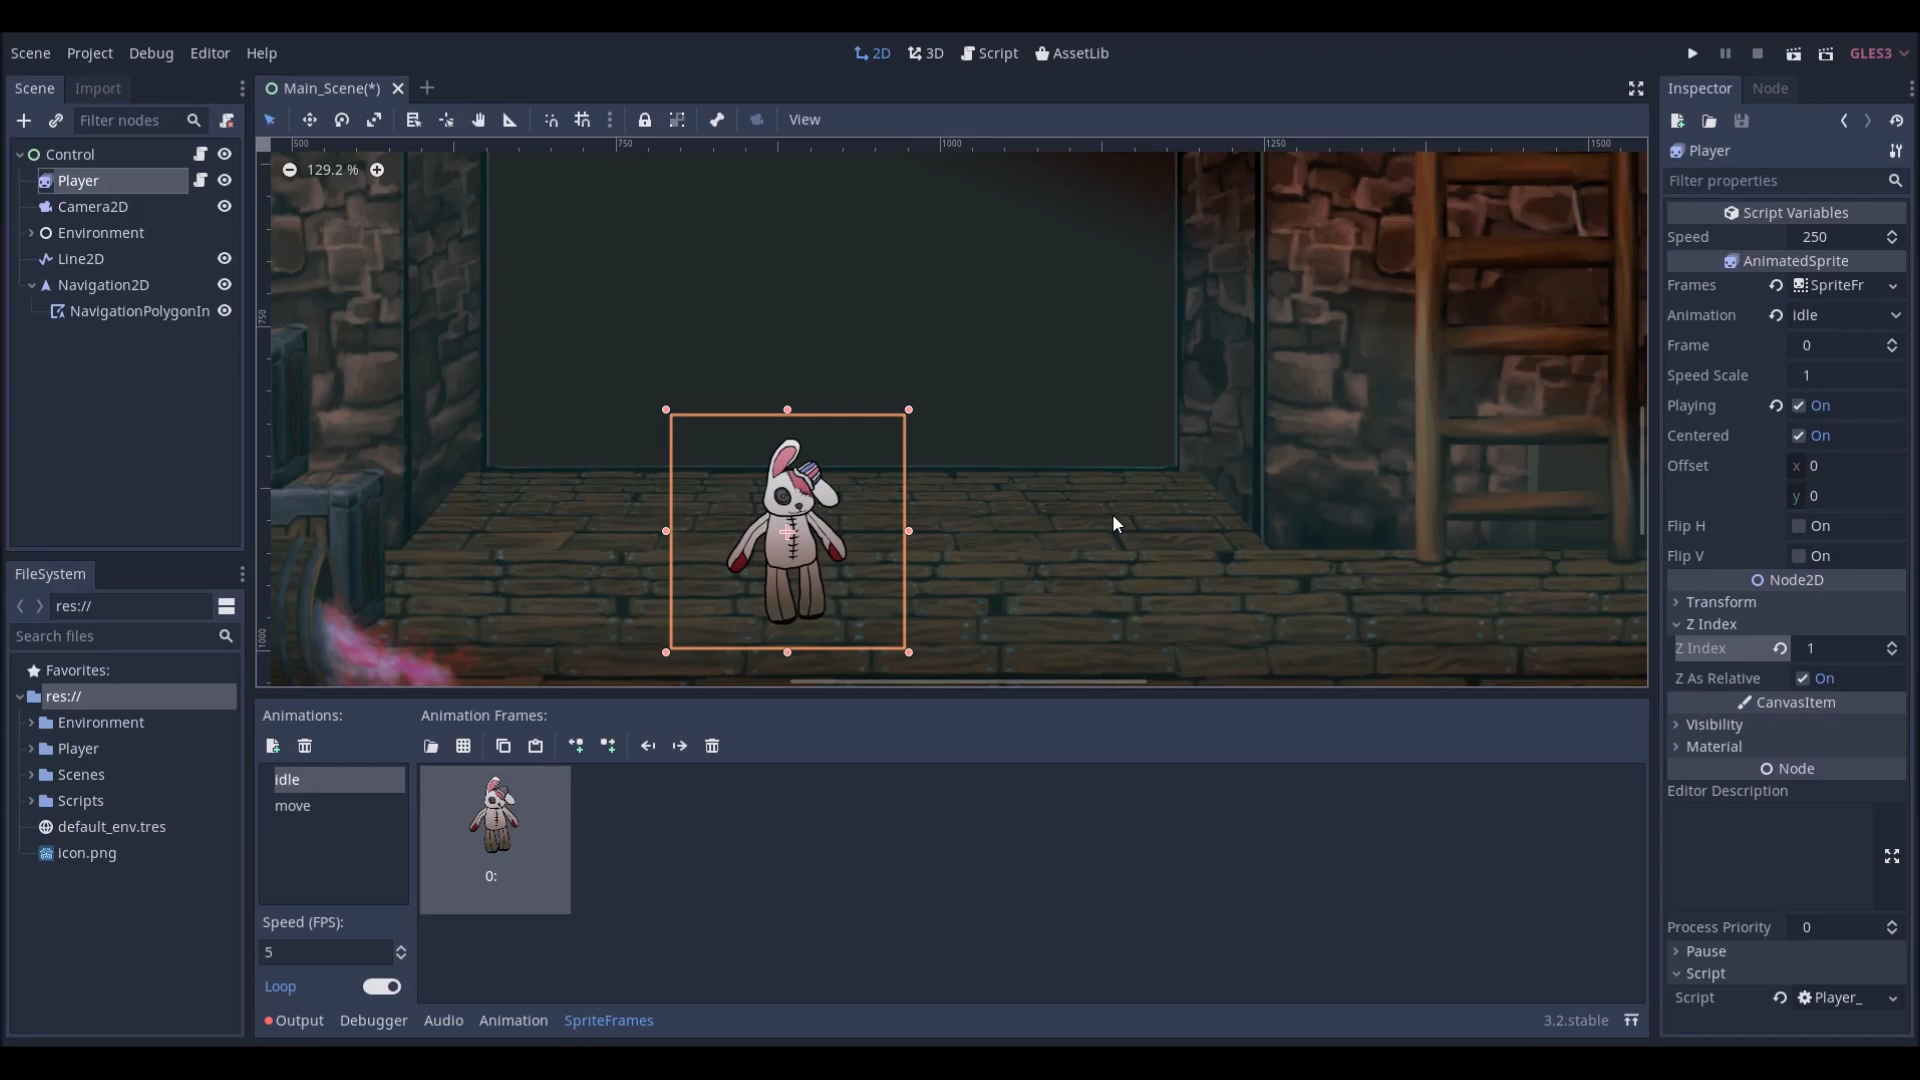 Scene Project Debug Editor Help
2D 3D Script AssetLib
GLES3
Scene Import
Main_Scene(*)
Inspector Node
Filter nodes
View
Control
Player
Camera2D
Environment
Line2D
Navigation2D
NavigationPolygonIn
500 750 1000 1250 1500
129.2 %
750
1000
Player
Filter properties
Script Variables
Speed 250
AnimatedSprite
Frames SpriteFr
Animation idle
Frame 0
Speed Scale 1
Playing On
Centered On
Offset x 0
y 0
Flip H On
Flip V On
Node2D
Transform
Z Index
Z Index 1
Z As Relative On
CanvasItem
Visibility
Material
Node
Editor Description
Process Priority 0
Pause
Script
Script Player_
FileSystem
res://
Search files
Favorites:
res://
Environment
Player
Scenes
Scripts
default_env.tres
icon.png
Animations: Animation Frames:
idle
move
0:
Speed (FPS):
5
Loop
Output Debugger Audio Animation SpriteFrames 3.2.stable